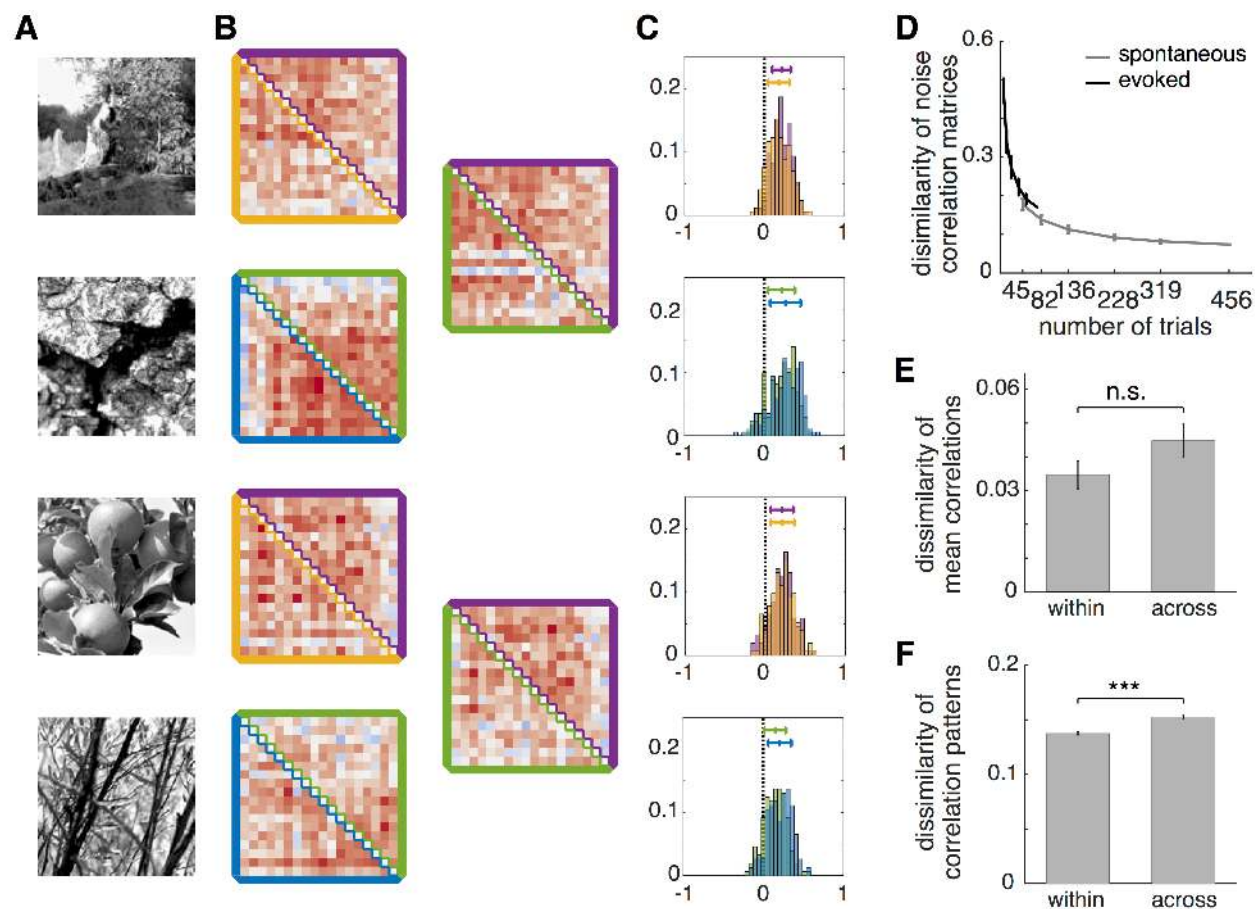 A
B
C
D
0.2
0.1
0
-1 0 1
0.2
0.1
0
-1 0 1
0.2
0.1
0
-1 0 1
0.2
0.1
0
-1 0 1
disimilarity of noise
correlation matrices
0.6
0.3
0
spontaneous
evoked
45 82 136 228 319 456
number of trials
E
dissimilarity of
mean correlations
0.06
0.03
0
n.s.
within across
F
dissimilarity of
correlation patterns
0.2
0.1
0
***
within across